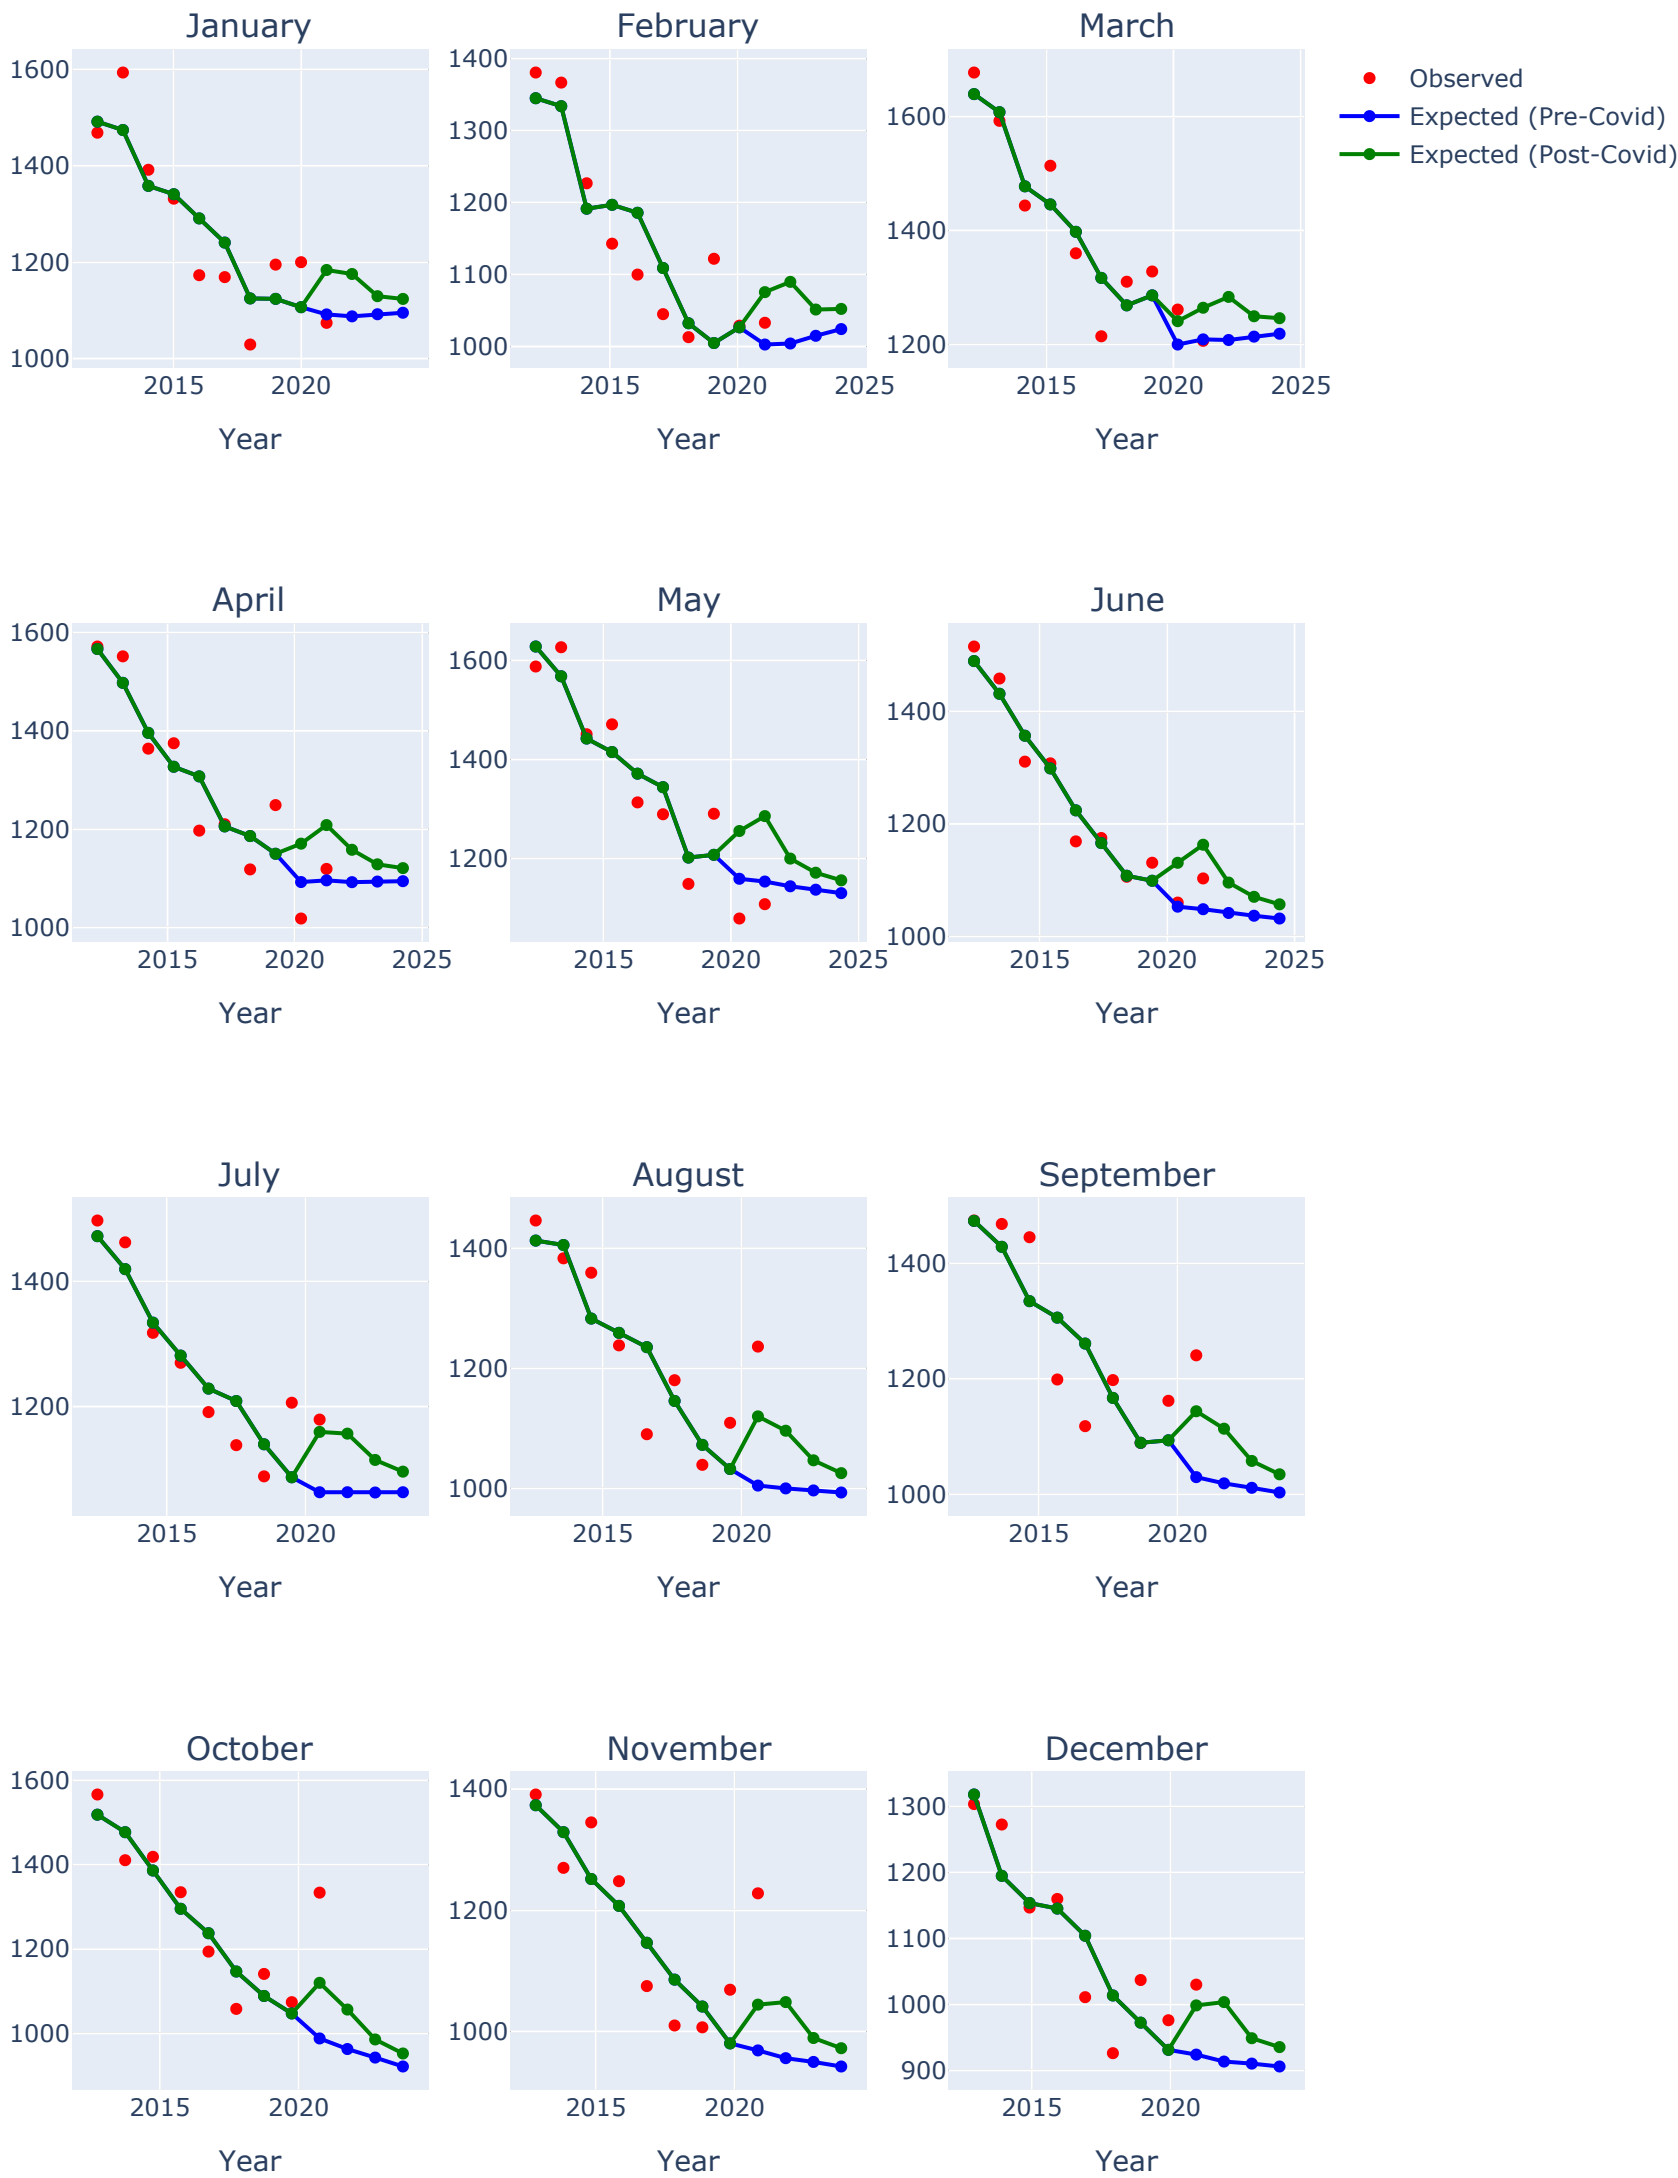 January February March
1600
1400
1200
1000
2015 2020
Year
1400
1300
1200
1100
1000
2015 2020 2025
Year
1600
1400
1200
2015 2020 2025
Year
Observed
Expected (Pre-Covid)
Expected (Post-Covid)
April May June
1600
1400
1200
1000
2015 2020 2025
Year
1600
1400
1200
2015 2020 2025
Year
1400
1200
1000
2015 2020 2025
Year
July August September
1400
1200
2015 2020
Year
1400
1200
1000
2015 2020
Year
1400
1200
1000
2015 2020
Year
October November December
1600
1400
1200
1000
2015 2020
Year
1400
1200
1000
2015 2020
Year
1300
1200
1100
1000
900
2015 2020
Year